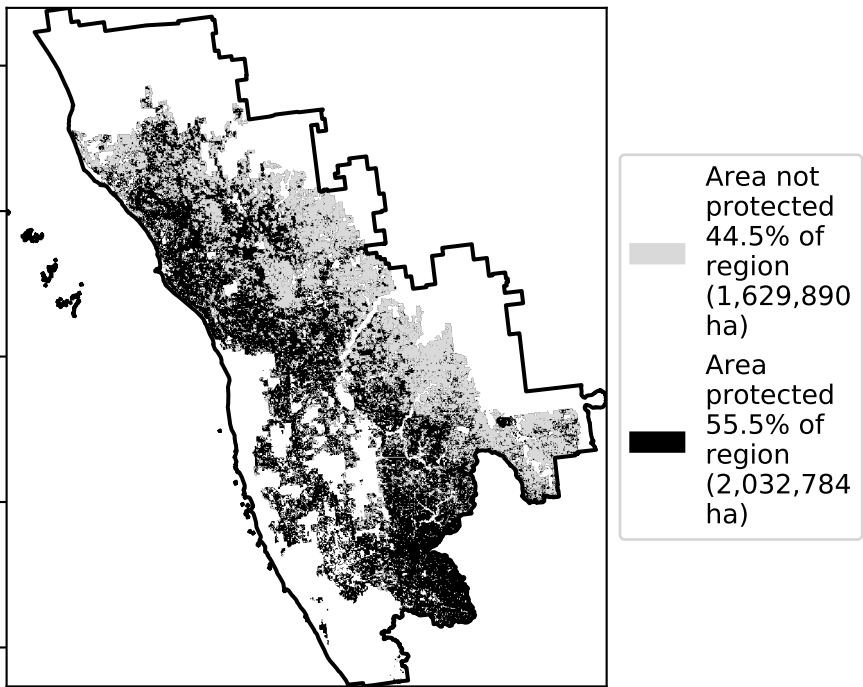 Area not
protected
44.5% of
region
(1,629,890
ha)
Area
protected
55.5% of
region
(2,032,784
ha)